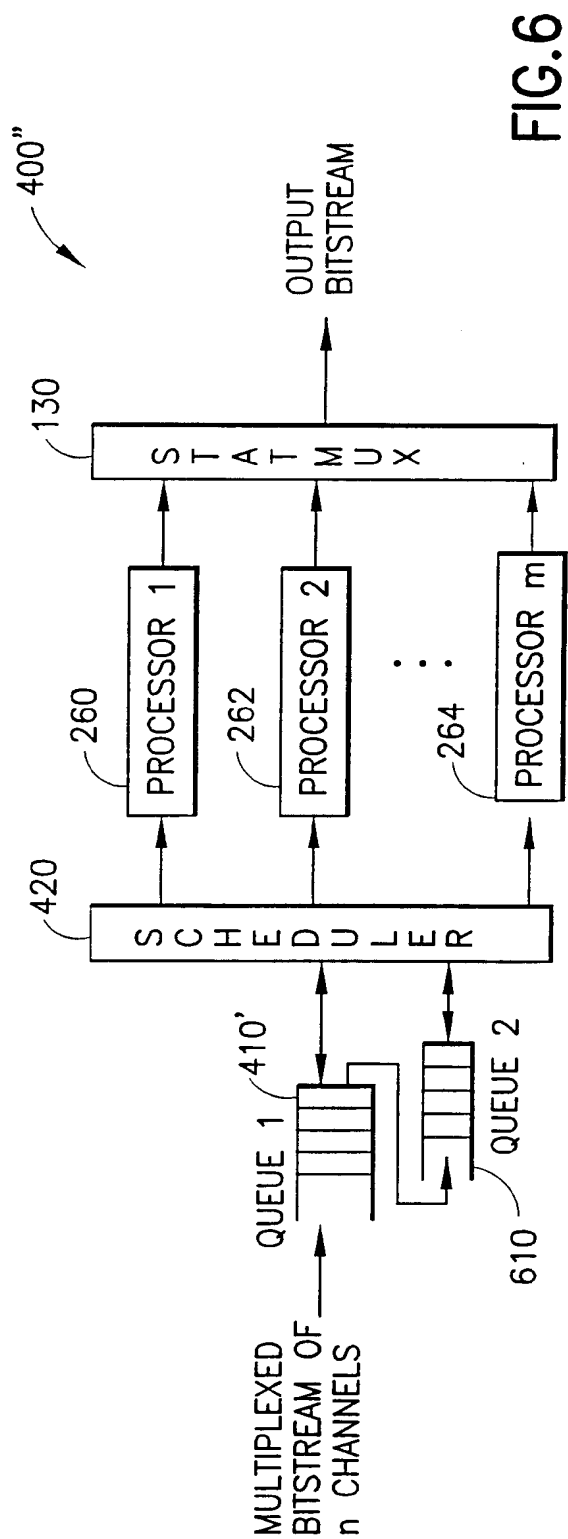 400"
MULTIPLEXED
BITSTREAM OF
n CHANNELS
QUEUE 1
410'
QUEUE 2
610
420
SCHEDULER
260
PROCESSOR 1
262
PROCESSOR 2
264
PROCESSOR m
130
STAT MUX
OUTPUT
BITSTREAM
FIG.6